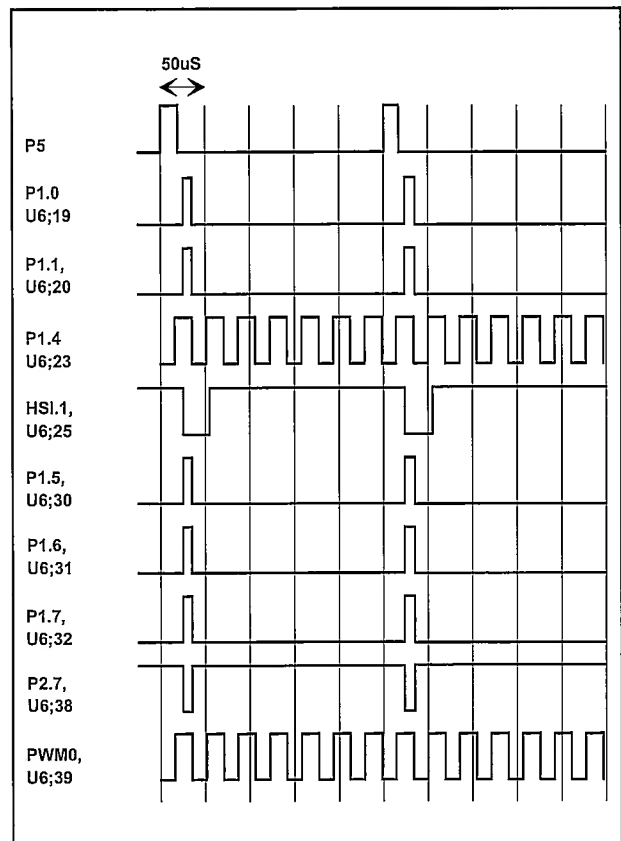 50uS
P5
P1.0
U6;19
P1.1,
U6;20
P1.4
U6;23
HSI.1,
U6;25
P1.5,
U6;30
P1.6,
U6;31
P1.7,
U6;32
P2.7,
U6;38
PWM0,
U6;39